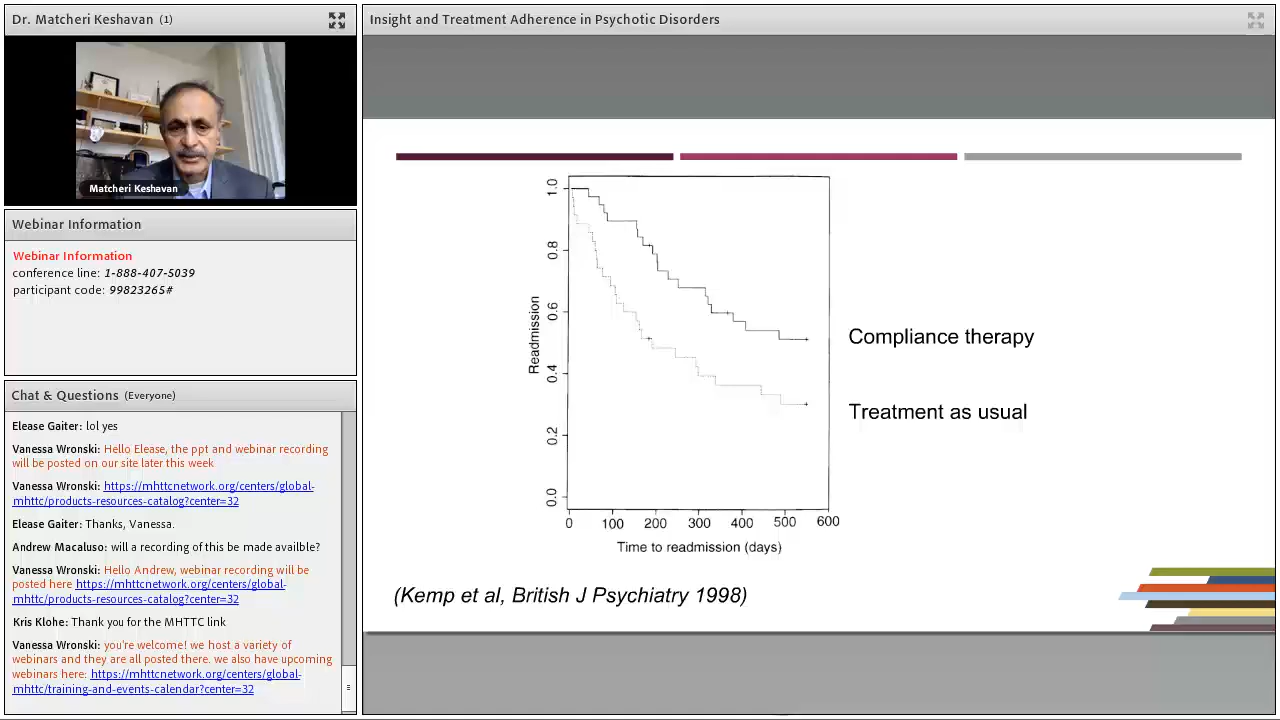 Dr. Matcheri Keshavan (1)
Matcheri Keshavan
Webinar Information
Webinar Information
conference line: 1-888-407-5039
participant code: 99823265#
Chat & Questions (Everyone)
Elease Gaiter: lol yes
Vanessa Wronski: Hello Elease, the ppt and webinar recording
will be posted on our site later this week
Vanessa Wronski: https://mhttcnetwork.org/centers/global-
mhttc/products-resources-catalog?center=32
Elease Gaiter: Thanks, Vanessa.
Andrew Macaluso: will a recording of this be made availble?
Vanessa Wronski: Hello Andrew, webinar recording will be
posted here https://mhttcnetwork.org/centers/global-
mhttc/products-resources-catalog?center=32
Kris Klohe: Thank you for the MHTTC link
Vanessa Wronski: you're welcome! we host a variety of
webinars and they are all posted there. we also have upcoming
webinars here: https://mhttcnetwork.org/centers/global-
mhttc/training-and-events-calendar?center=32
Insight and Treatment Adherence in Psychotic Disorders
Readmission
1.0
0.8
0.6
0.4
0.2
0.0
0 100 200 300 400 500 600
Time to readmission (days)
Compliance therapy
Treatment as usual
(Kemp et al, British J Psychiatry 1998)